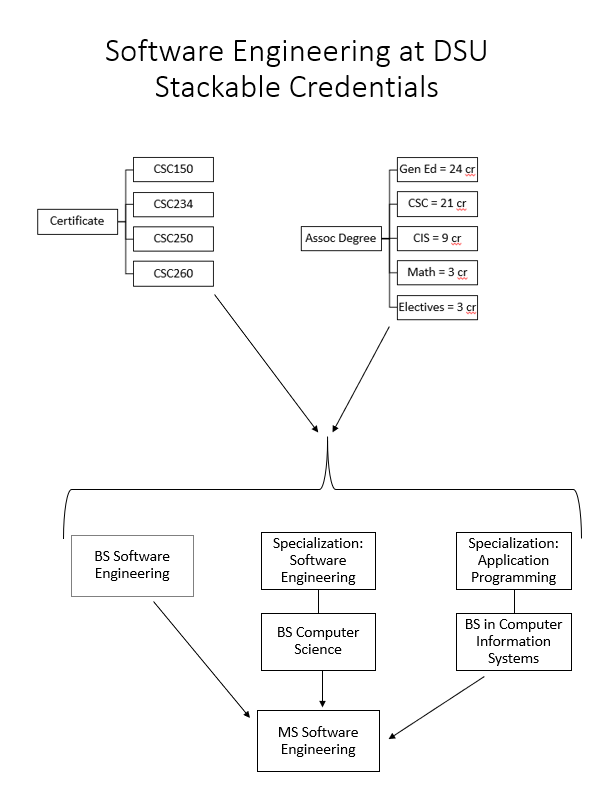 Software Engineering at DSU
Stackable Credentials
Certificate
CSC150
CSC234
CSC250
CSC260
Assoc Degree
Gen Ed = 24 cr
CSC = 21 cr
CIS = 9 cr
Math = 3 cr
Electives = 3 cr
BS Software
Engineering
Specialization:
Software
Engineering
Specialization:
Application
Programming
BS Computer
Science
BS in Computer
Information
Systems
MS Software
Engineering